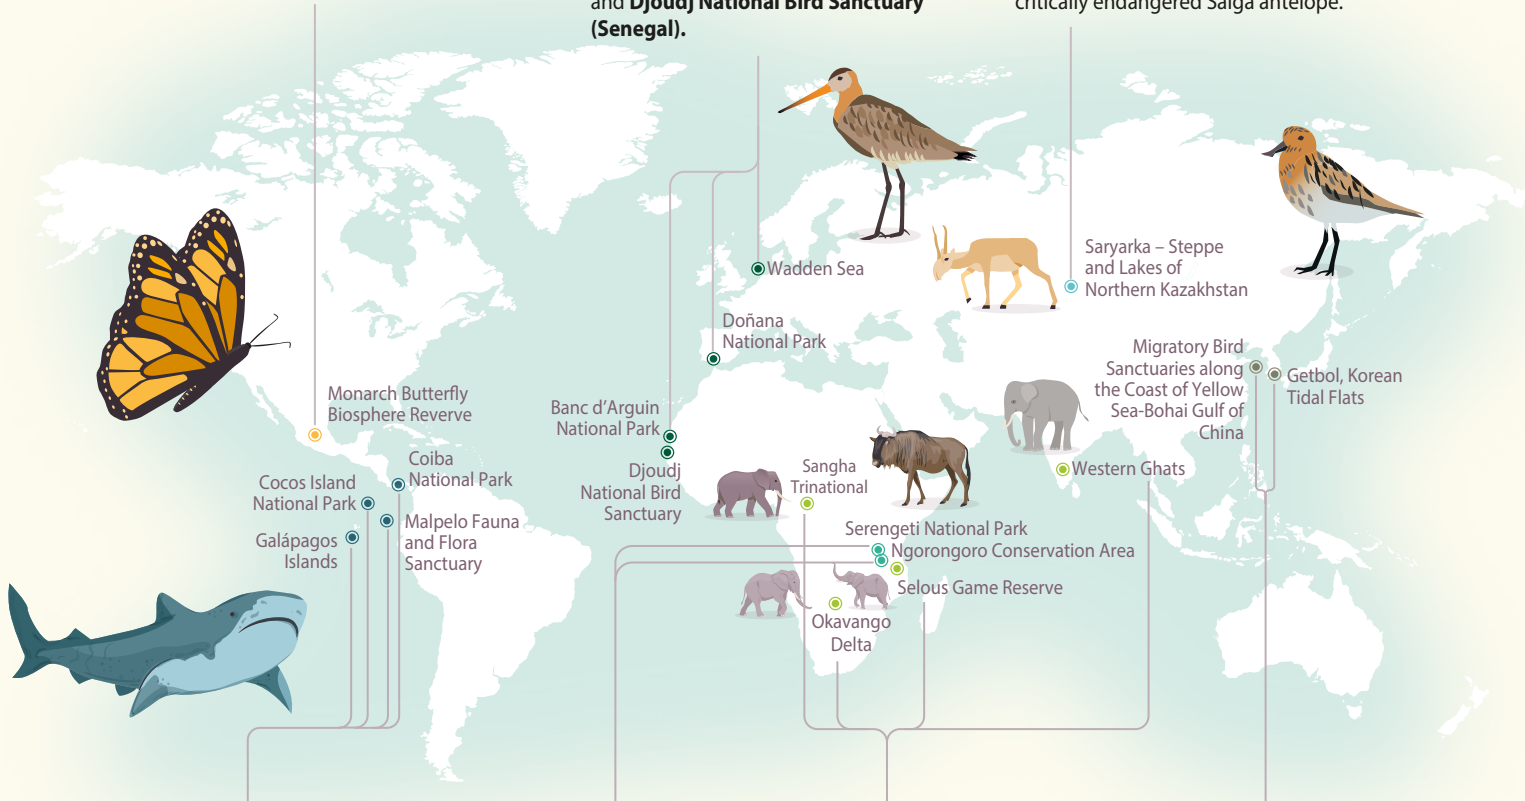 and Djoudj National Bird Sanctuary
(Senegal).
critically endangered Saiga antelope.
Wadden Sea
Saryarka – Steppe
and Lakes of
Northern Kazakhstan
Doñana
National Park
Migratory Bird
Sanctuaries along
the Coast of Yellow
Sea-Bohai Gulf of
China
Getbol, Korean
Tidal Flats
Monarch Butterfly
Biosphere Reverve
Banc d’Arguin
National Park
Djoudj
National Bird
Sanctuary
Coiba
National Park
Cocos Island
National Park
Malpelo Fauna
and Flora
Sanctuary
Galápagos
Islands
Sangha
Trinational
Western Ghats
Serengeti National Park
Ngorongoro Conservation Area
Selous Game Reserve
Okavango
Delta